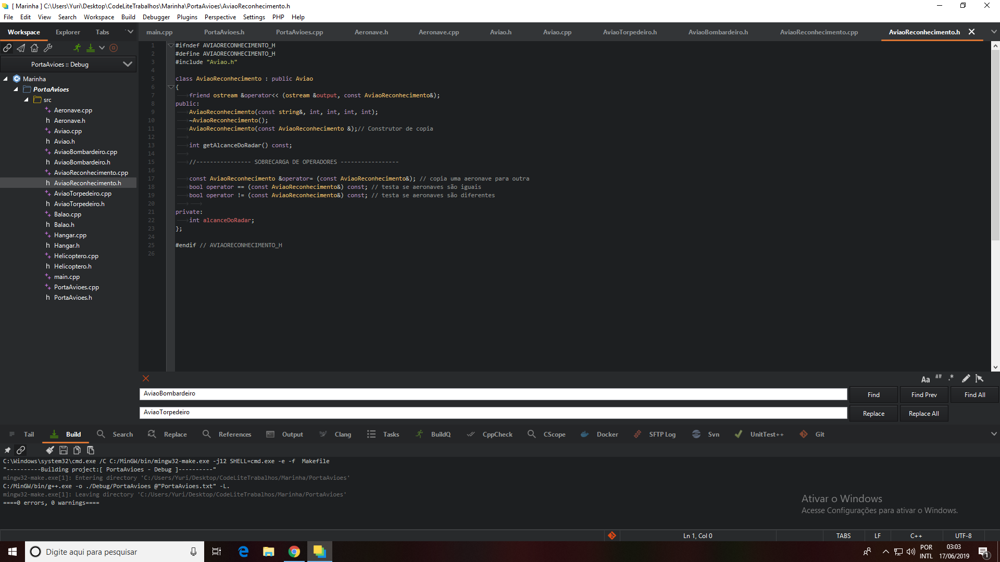 [ Marinha ] C:\Users\Yuri\Desktop\CodeLiteTrabalhos\Marinha\PortaAvioes\AviaoReconhecimento.h
File Edit View Search Workspace Build Debugger Plugins Perspective Settings PHP Help
Workspace Explorer Tabs
main.cpp PortaAvioes.h PortaAvioes.cpp Aeronave.h Aeronave.cpp Aviao.h Aviao.cpp AviaoTorpedeiro.h AviaoBombardeiro.h AviaoReconhecimento.cpp AviaoReconhecimento.h
PortaAvioes :: Debug
Marinha
PortaAvioes
src
Aeronave.cpp
h Aeronave.h
Aviao.cpp
h Aviao.h
AviaoBombardeiro.cpp
h AviaoBombardeiro.h
AviaoReconhecimento.cpp
h AviaoReconhecimento.h
AviaoTorpedeiro.cpp
h AviaoTorpedeiro.h
Balao.cpp
h Balao.h
Hangar.cpp
h Hangar.h
Helicoptero.cpp
h Helicoptero.h
main.cpp
PortaAvioes.cpp
h PortaAvioes.h
1 #ifndef AVIAORECONHECIMENTO_H
2 #define AVIAORECONHECIMENTO_H
3 #include "Aviao.h"
4
5 class AviaoReconhecimento : public Aviao
6 {
7 friend ostream &operator<< (ostream &output, const AviaoReconhecimento&);
8 public:
9 AviaoReconhecimento(const string&, int, int, int, int);
10 ~AviaoReconhecimento();
11 AviaoReconhecimento(const AviaoReconhecimento &);// Construtor de copia
12
13 int getAlcanceDoRadar() const;
14
15 //---------------- SOBRECARGA DE OPERADORES -----------------
16
17 const AviaoReconhecimento &operator= (const AviaoReconhecimento&); // copia uma aeronave para outra
18 bool operator == (const AviaoReconhecimento&) const; // testa se aeronaves são iguais
19 bool operator != (const AviaoReconhecimento&) const; // testa se aeronaves são diferentes
20
21 private:
22 int alcanceDoRadar;
23 };
24
25 #endif // AVIAORECONHECIMENTO_H
26
Aa “” .*
AviaoBombardeiro Find Find Prev Find All
AviaoTorpedeiro Replace Replace All
Tail Build Search Replace References Output Clang Tasks BuildQ CppCheck CScope Docker SFTP Log Svn UnitTest++ Git
C:\Windows\system32\cmd.exe /C C:/MinGW/bin/mingw32-make.exe -j12 SHELL=cmd.exe -e -f  Makefile
"----------Building project:[ PortaAvioes - Debug ]----------"
mingw32-make.exe[1]: Entering directory 'C:/Users/Yuri/Desktop/CodeLiteTrabalhos/Marinha/PortaAvioes'
C:/MinGW/bin/g++.exe -o ./Debug/PortaAvioes @"PortaAvioes.txt" -L.
mingw32-make.exe[1]: Leaving directory 'C:/Users/Yuri/Desktop/CodeLiteTrabalhos/Marinha/PortaAvioes'
====0 errors, 0 warnings====
Ativar o Windows
Acesse Configurações para ativar o Windows.
Ln 1, Col 0 TABS LF C++ UTF-8
Digite aqui para pesquisar
POR
INTL
03:03
17/06/2019
1